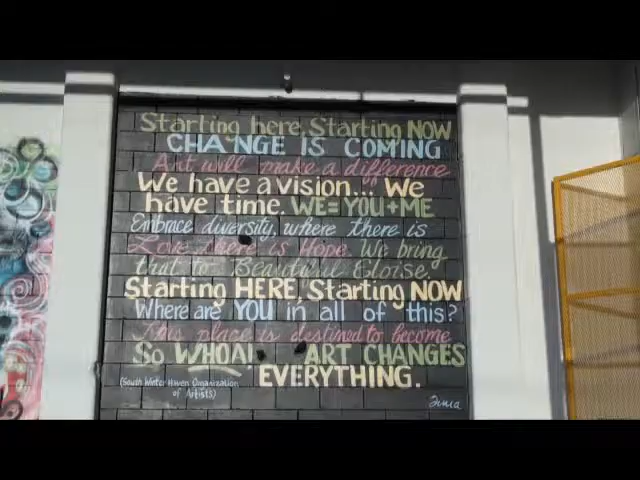 Starting here, Starting NOW
CHANGE IS COMING
Art will make a difference
We have a vision... We
have time. WE=YOU+ME
Embrace diversity, where there is
Love there is Hope. We bring
that to Beautiful Eloise.
Starting HERE, Starting NOW
Where are YOU in all of this?
This place is destined to become
So WHOA! ART CHANGES
EVERYTHING.
(South Winter Haven Organization
of Artists)